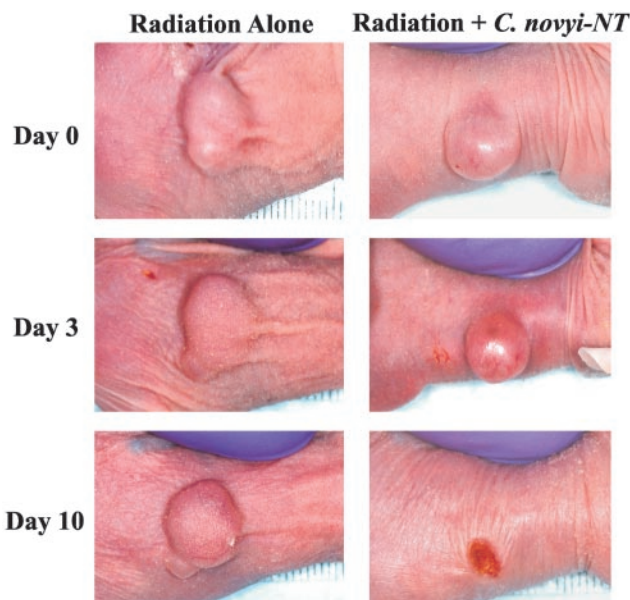 Radiation Alone
Radiation + C. novyi-NT
Day 0
Day 3
Day 10